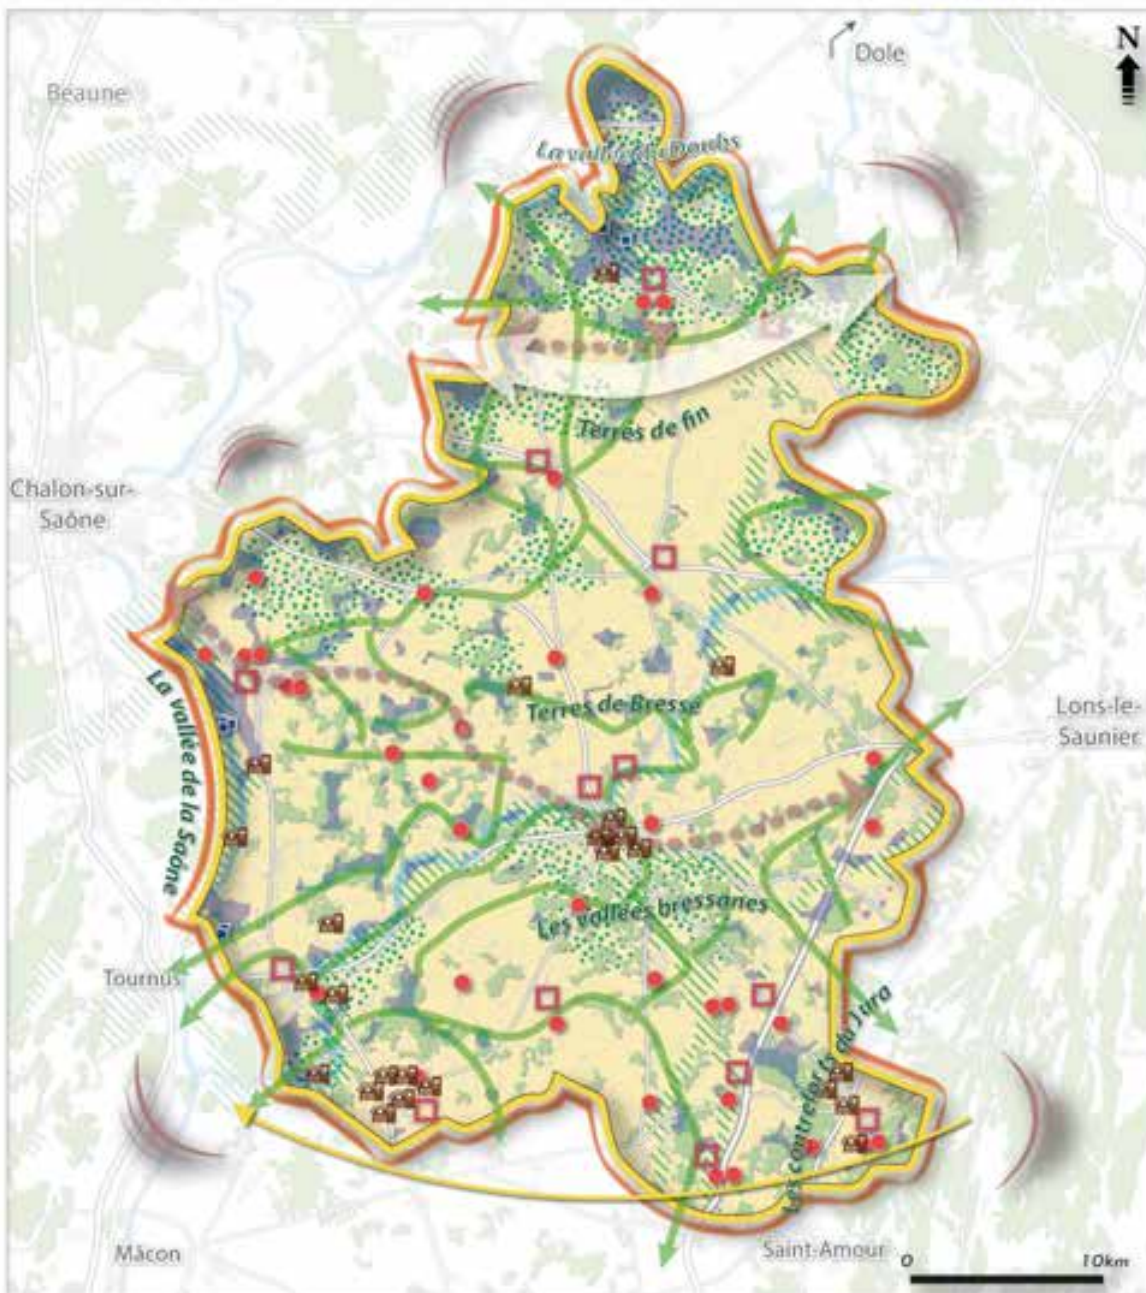 N
Dole
Beaune
La vallée du Doubs
Terres de fin
Chalon-sur-
Saône
La vallée de la Saône
Terres de Bresse
Lons-le-
Saunier
Les vallées bressanes
Tournus
Les contreforts du Jura
Mâcon
Saint-Amour
0
10km